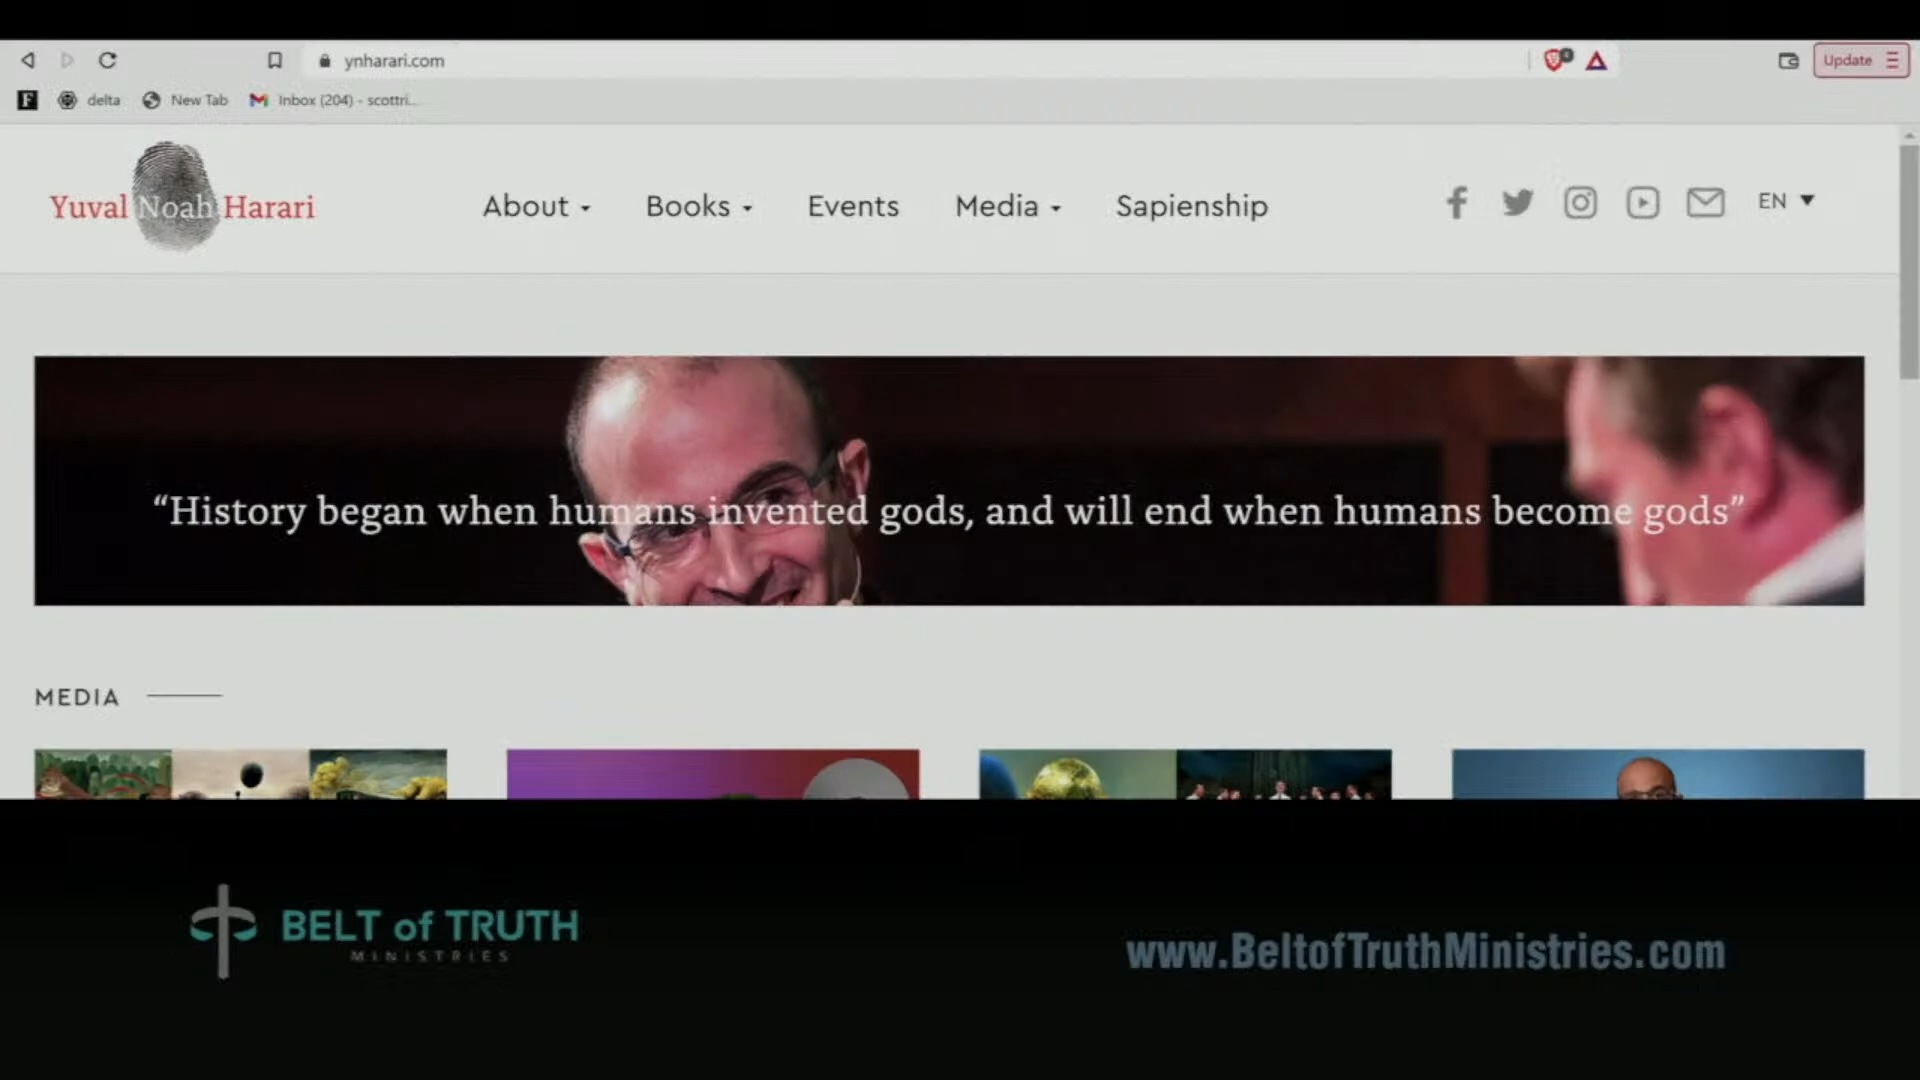 ynharari.com
Update
F
delta
New Tab
Inbox (204) - scottri...
Yuval Noah Harari
About
Books
Events
Media
Sapienship
EN
“History began when humans invented gods, and will end when humans become gods”
MEDIA
BELT of TRUTH
MINISTRIES
www.BeltofTruthMinistries.com